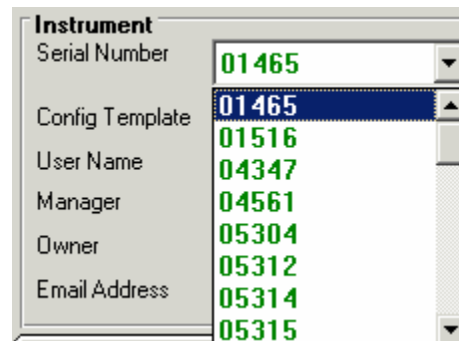 Instrument
Serial Number 01465
01465
Config Template
01516
User Name
04347
Manager
04561
05304
Owner
05312
Email Address
05314
05315